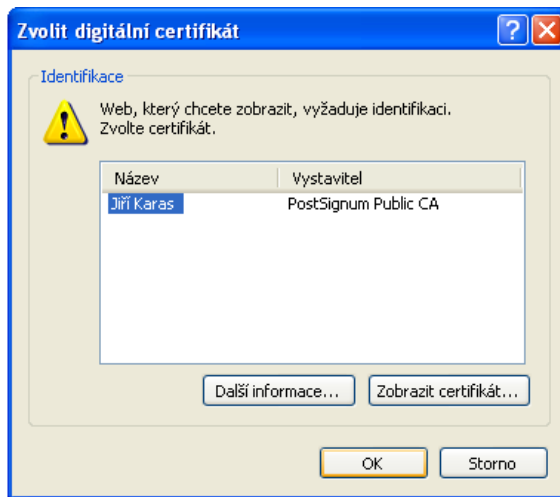 Zvolit digitální certifikát
Identifikace
Web, který chcete zobrazit, vyžaduje identifikaci.
Zvolte certifikát.
Název Vystavitel
Jiří Karas PostSignum Public CA
Další informace... Zobrazit certifikát...
OK Storno